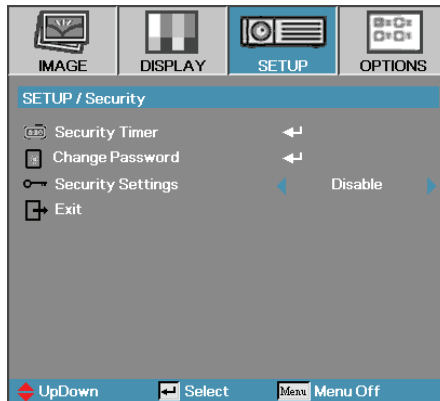 IMAGE DISPLAY SETUP OPTIONS
SETUP / Security
Security Timer
Change Password
Security Settings Disable
Exit
UpDown Select Menu Menu Off